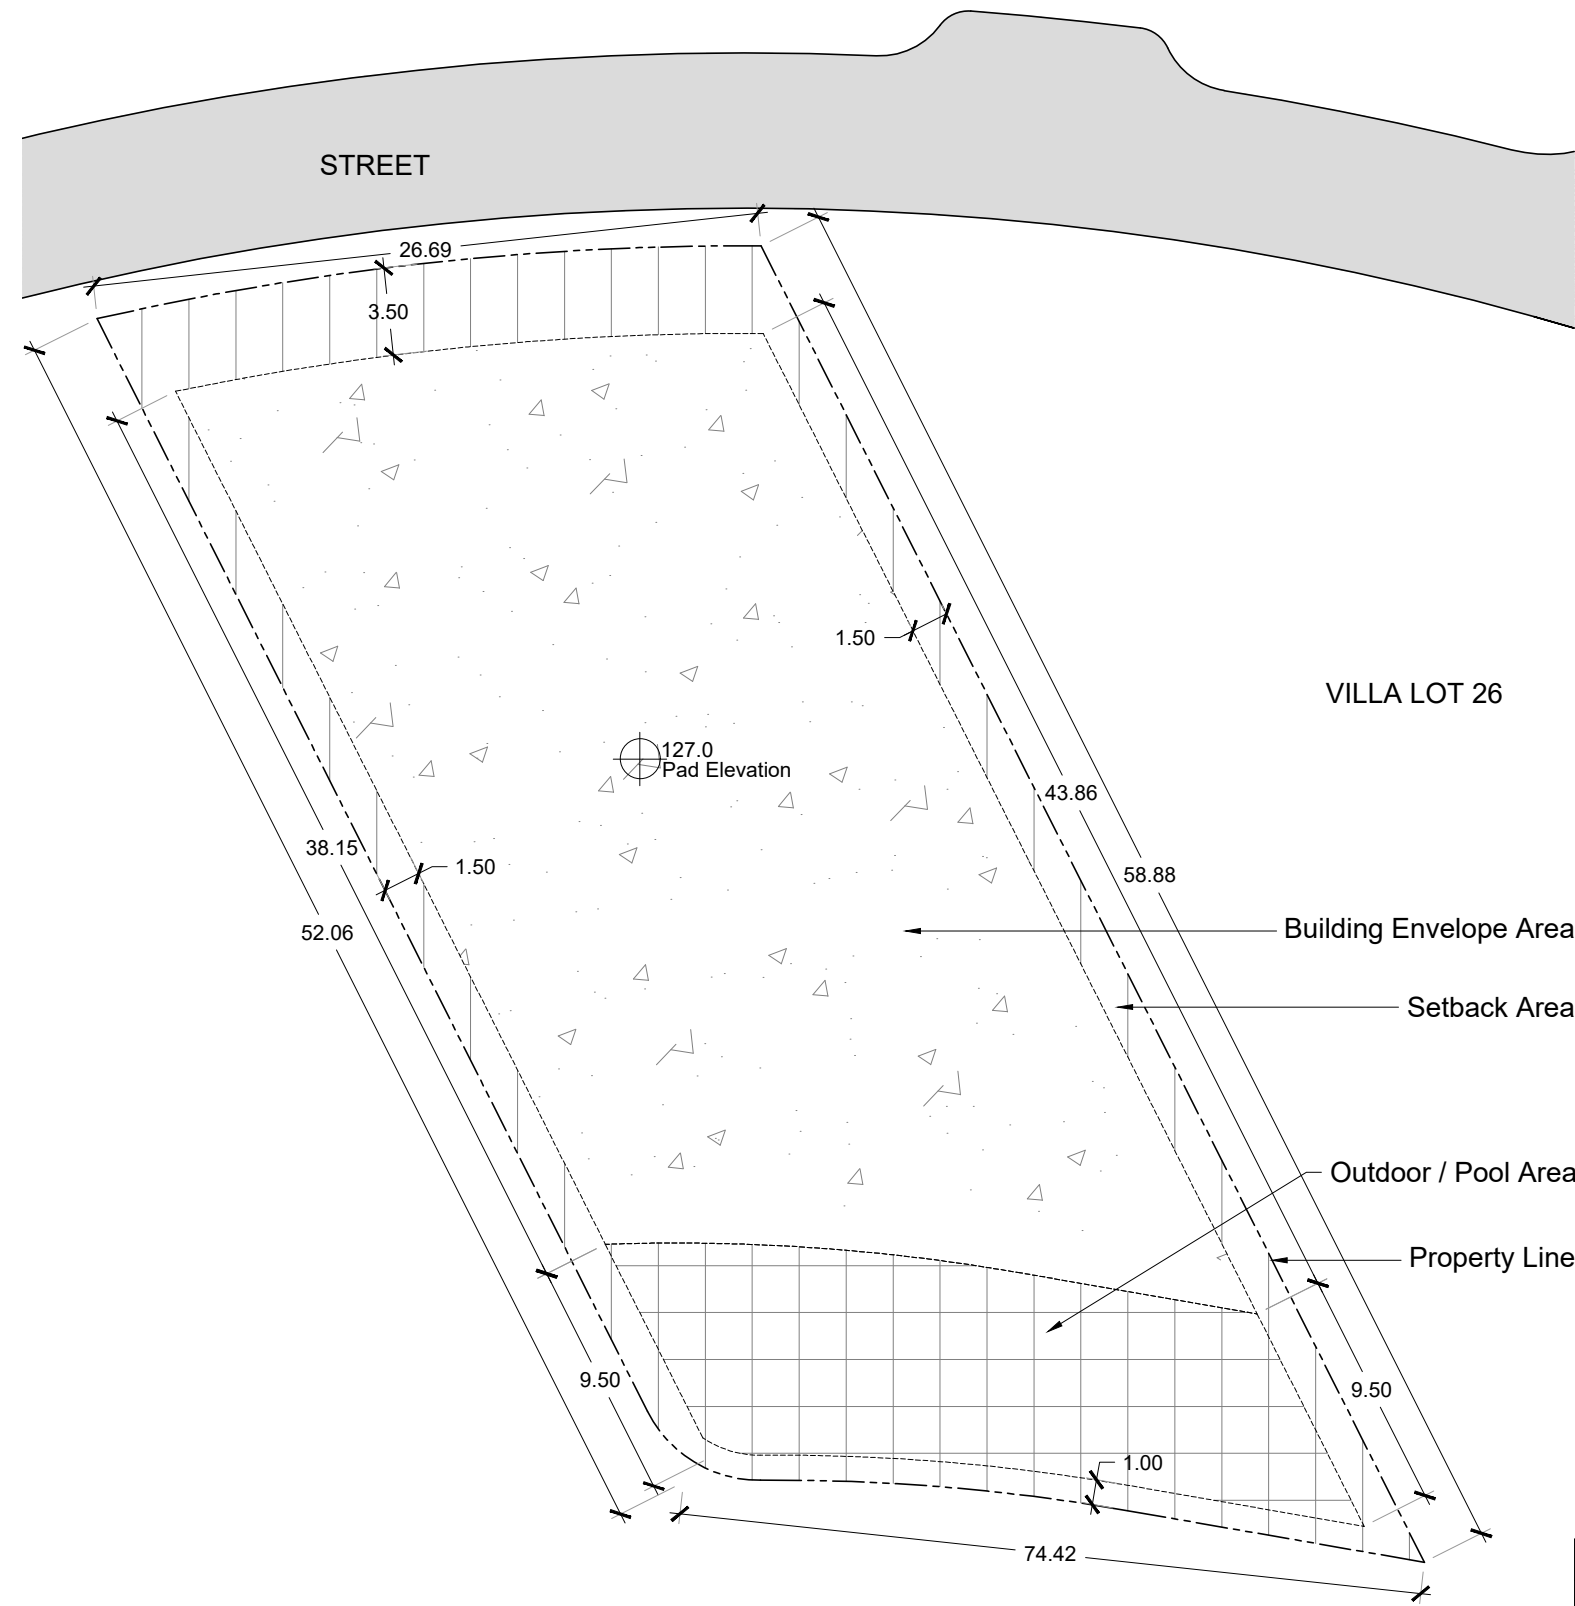 STREET
26.69
3.50
1.50
VILLA LOT 26
127.0
Pad Elevation
43.86
38.15
1.50
58.88
52.06
Building Envelope Area
Setback Area
Outdoor / Pool Area
Property Line
9.50
9.50
1.00
74.42